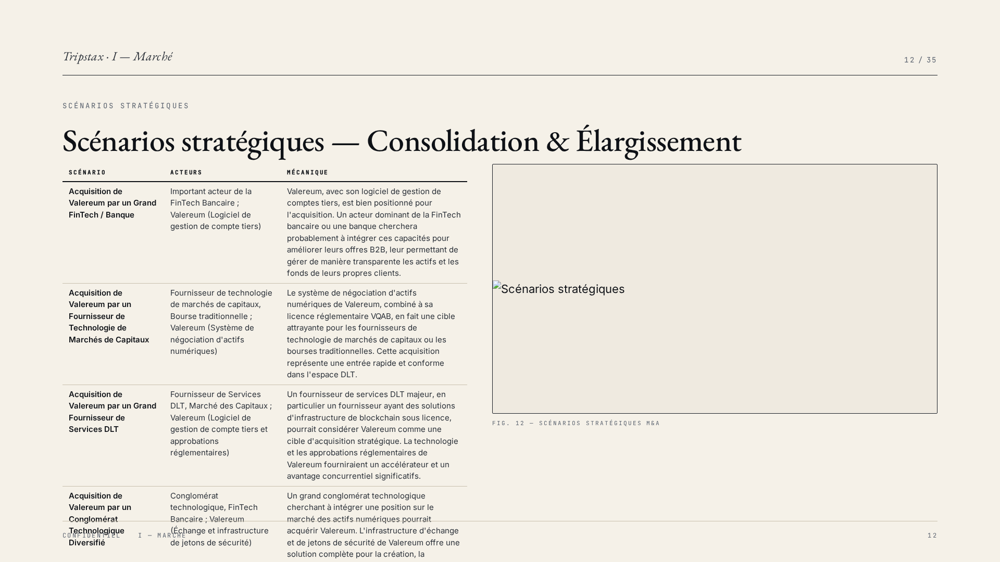 Tripstax · I — Marché
12 / 35
SCÉNARIOS STRATÉGIQUES
Scénarios stratégiques — Consolidation & Élargissement
SCÉNARIO
ACTEURS
MÉCANIQUE
Acquisition de
Valereum par un Grand
FinTech / Banque
Important acteur de la
FinTech Bancaire ;
Valereum (Logiciel de
gestion de compte tiers)
Valereum, avec son logiciel de gestion de
comptes tiers, est bien positionné pour
l'acquisition. Un acteur dominant de la FinTech
bancaire ou une banque cherchera
probablement à intégrer ces capacités pour
améliorer leurs offres B2B, leur permettant de
gérer de manière transparente les actifs et les
fonds de leurs propres clients.
Acquisition de
Valereum par un
Fournisseur de
Technologie de
Marchés de Capitaux
Fournisseur de technologie
de marchés de capitaux,
Bourse traditionnelle ;
Valereum (Système de
négociation d'actifs
numériques)
Le système de négociation d'actifs
numériques de Valereum, combiné à sa
licence réglementaire VQAB, en fait une cible
attrayante pour les fournisseurs de
technologie de marchés de capitaux ou les
bourses traditionnelles. Cette acquisition
représente une entrée rapide et conforme
dans l'espace DLT.
Acquisition de
Valereum par un Grand
Fournisseur de
Services DLT
Fournisseur de Services
DLT, Marché des Capitaux ;
Valereum (Logiciel de
gestion de compte tiers et
approbations
réglementaires)
Un fournisseur de services DLT majeur, en
particulier un fournisseur ayant des solutions
d'infrastructure de blockchain sous licence,
pourrait considérer Valereum comme une
cible d'acquisition stratégique. La technologie
et les approbations réglementaires de
Valereum fourniraient un accélérateur et un
avantage concurrentiel significatifs.
Acquisition de
Valereum par un
Conglomérat
Technologique
Diversifié
Conglomérat
technologique, FinTech
Bancaire ; Valereum
(Échange et infrastructure
de jetons de sécurité)
Un grand conglomérat technologique
cherchant à intégrer une position sur le
marché des actifs numériques pourrait
acquérir Valereum. L'infrastructure d'échange
et de jetons de sécurité de Valereum offre une
solution complète pour la création, la
Scénarios stratégiques
FIG. 12 — SCÉNARIOS STRATÉGIQUES M&A
CONFIDENTIEL I — MARCHÉ
12